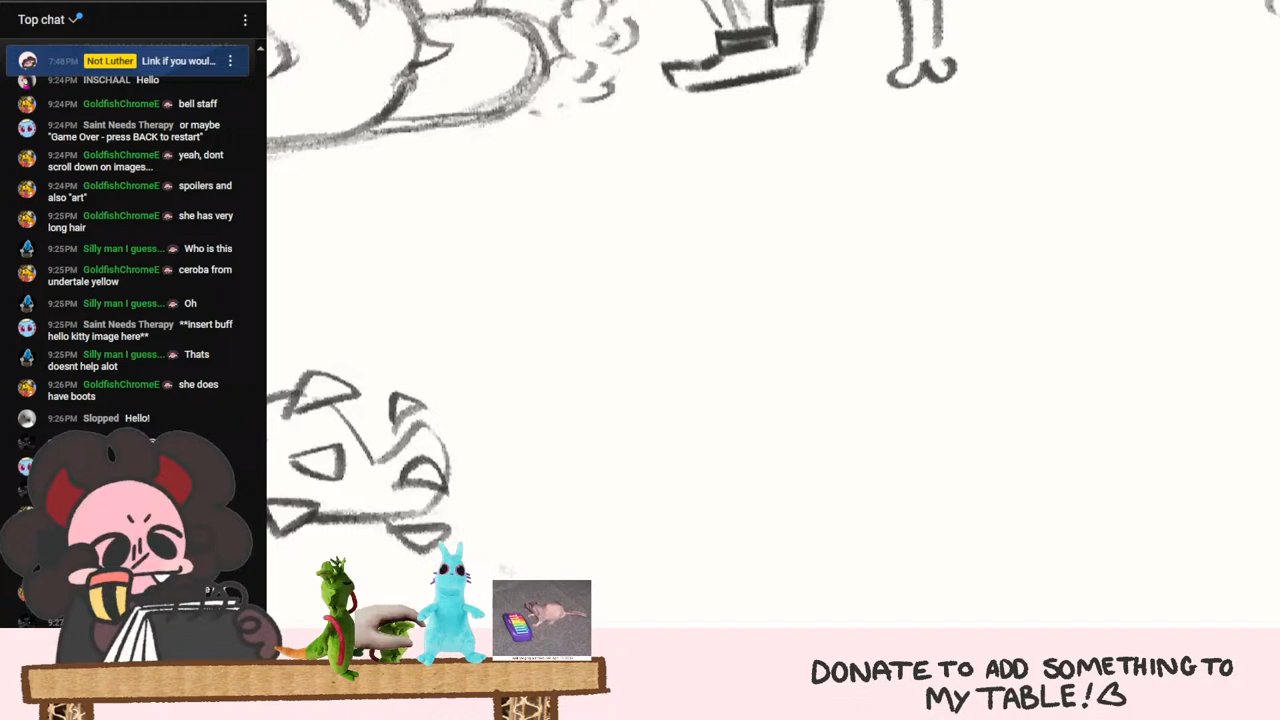 Top chat
7:48PM Not Luther Link if you woul...
9:24PM INSCHAAL Hello
9:24PM GoldfishChromeE bell staff
9:24PM Saint Needs Therapy or maybe
"Game Over - press BACK to restart"
9:24PM GoldfishChromeE yeah, dont
scroll down on images...
9:24PM GoldfishChromeE spoilers and
also "art"
9:25PM GoldfishChromeE she has very
long hair
9:25PM Silly man I guess... Who is this
9:25PM GoldfishChromeE ceroba from
undertale yellow
9:25PM Silly man I guess... Oh
9:25PM Saint Needs Therapy **insert buff
hello kitty image here**
9:25PM Silly man I guess... Thats
doesnt help alot
9:26PM GoldfishChromeE she does
have boots
9:26PM Slopped Hello!
DONATE TO ADD SOMETHING TO
MY TABLE!